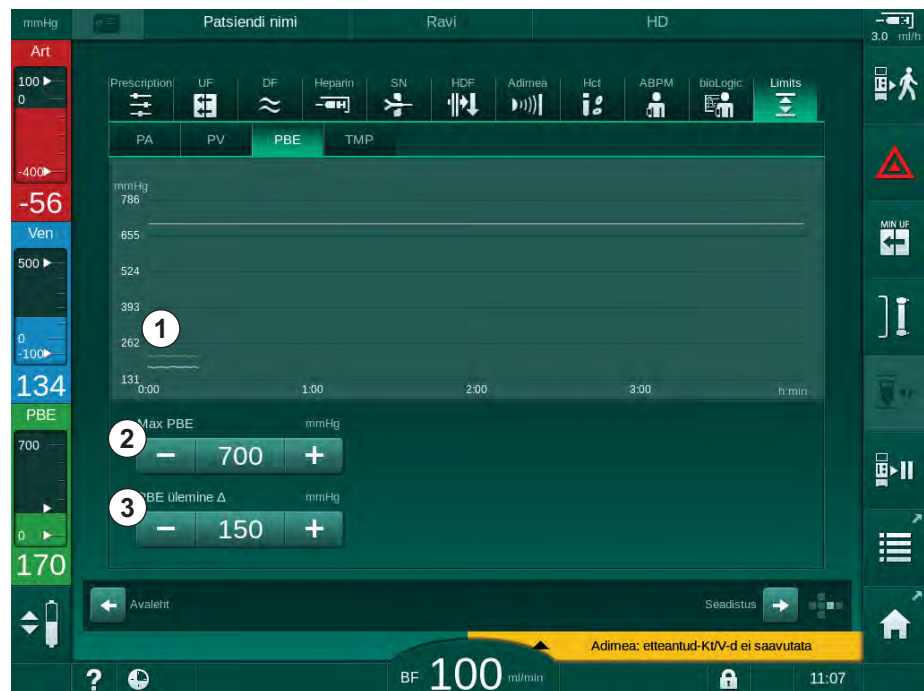 mmHg
Patsiendi nimi
Ravi
HD
3.0 ml/h
Art
100
0
-400
-56
Ven
500
0
-100
134
PBE
700
0
170
Prescription
UF
DF
Heparin
SN
HDF
Adimea
Hct
ABPM
bioLogic
Limits
PA
PV
PBE
TMP
mmHg
786
655
524
393
262
131
0:00
1:00
2:00
3:00
h:min
1
2
Max PBE
mmHg
− 700 +
3
PBE ülemine Δ
mmHg
− 150 +
MIN UF
Avaleht
Seadistus
Adimea: etteantud-Kt/V-d ei saavutata
?
BF 100 ml/min
11:07